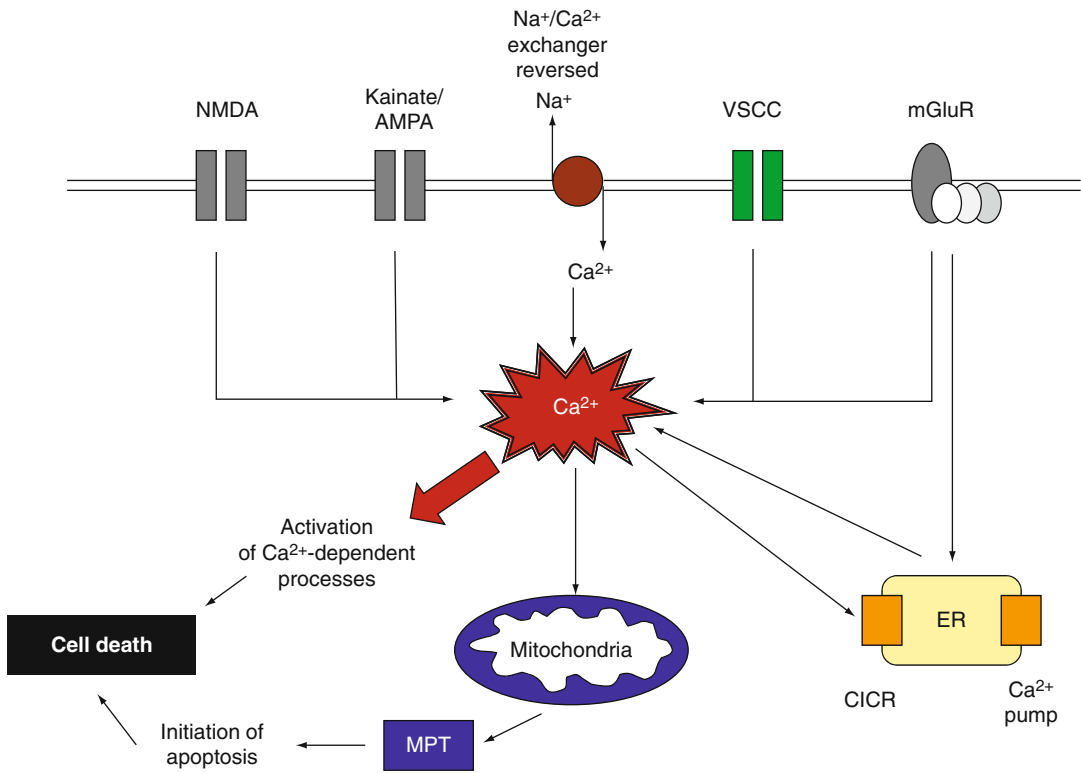 Na⁺/Ca²⁺
exchanger
reversed
Na⁺
NMDA
Kainate/
AMPA
VSCC
mGluR
Ca²⁺
Ca²⁺
Activation
of Ca²⁺-dependent
processes
Cell death
Mitochondria
ER
CICR
Ca²⁺
pump
MPT
Initiation of
apoptosis